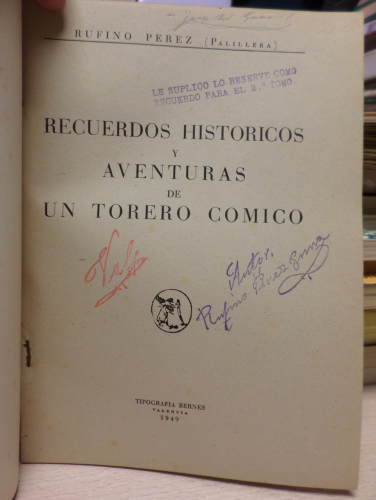 RUFINO PEREZ (PALILLERA)
LE SUPLICO LO RESERVE COMO
RECUERDO PARA EL 2.º TOMO.
RECUERDOS HISTORICOS
Y
AVENTURAS
DE
UN TORERO COMICO
Autor,
Rufino Perez
TIPOGRAFIA BERNES
VALENCIA
1949